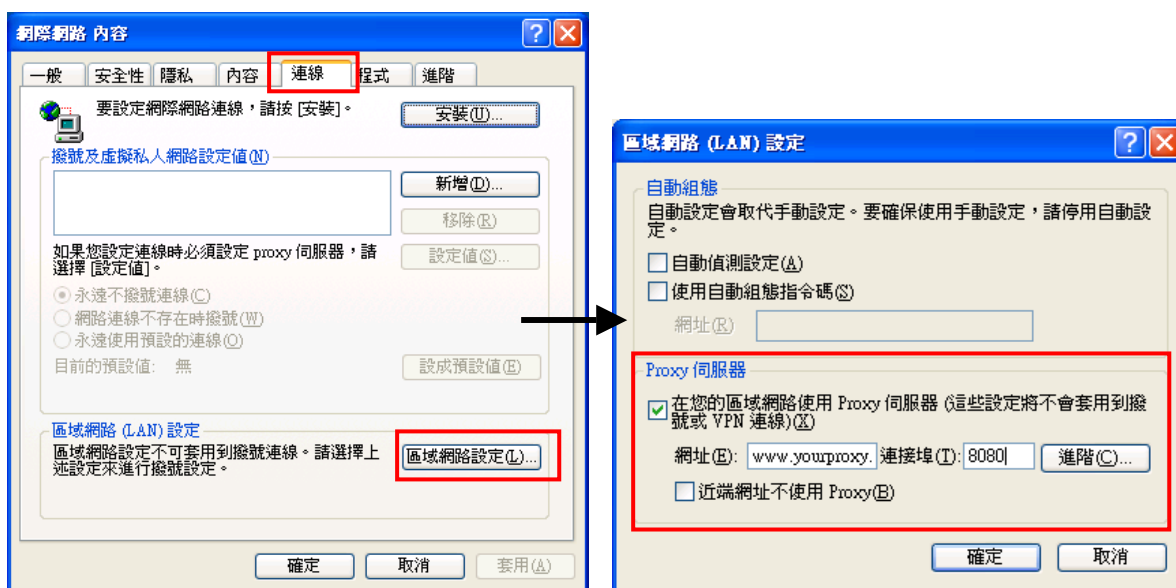 網際網路 內容
一般 安全性 隱私 內容 連線 程式 進階
要設定網際網路連線，請按 [安裝]。
安裝(U)...
撥號及虛擬私人網路設定值(N)
新增(D)...
移除(R)
如果您設定連線時必須設定 proxy 伺服器，請
選擇 [設定值]。
設定值(S)...
永遠不撥號連線(C)
網路連線不存在時撥號(W)
永遠使用預設的連線(O)
目前的預設值: 無
設成預設值(E)
區域網路 (LAN) 設定
區域網路設定不可套用到撥號連線。請選擇上
述設定來進行撥號設定。
區域網路設定(L)...
確定 取消 套用(A)
區域網路 (LAN) 設定
自動組態
自動設定會取代手動設定。要確保使用手動設定，請停用自動設
定。
自動偵測設定(A)
使用自動組態指令碼(S)
網址(R)
Proxy 伺服器
在您的區域網路使用 Proxy 伺服器 (這些設定將不會套用到撥
號或 VPN 連線)(X)
網址(E): www.yourproxy. 連接埠(T): 8080 進階(C)...
近端網址不使用 Proxy(B)
確定 取消